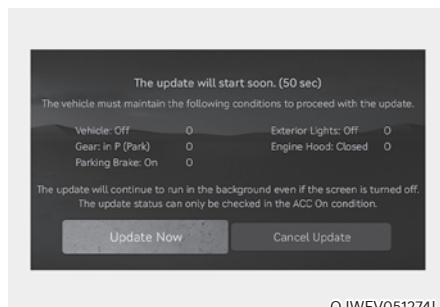 The update will start soon. (50 sec)
The vehicle must maintain the following conditions to proceed with the update.
Vehicle: Off O Exterior Lights: Off O
Gear: in P (Park) O Engine Hood: Closed O
Parking Brake: On O
The update will continue to run in the background even if the screen is turned off.
The update status can only be checked in the ACC On condition.
Update Now Cancel Update